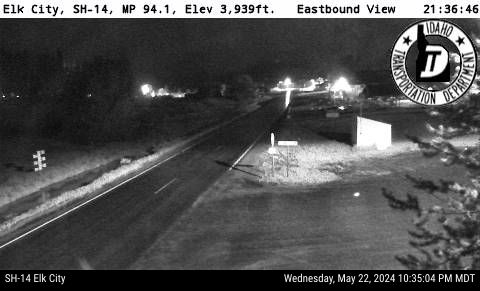 Elk City, SH-14, MP 94.1, Elev 3,939ft. Eastbound View 21:36:46
IDAHO
TRANSPORTATION DEPARTMENT
SH-14 Elk City Wednesday, May 22, 2024 10:35:04 PM MDT